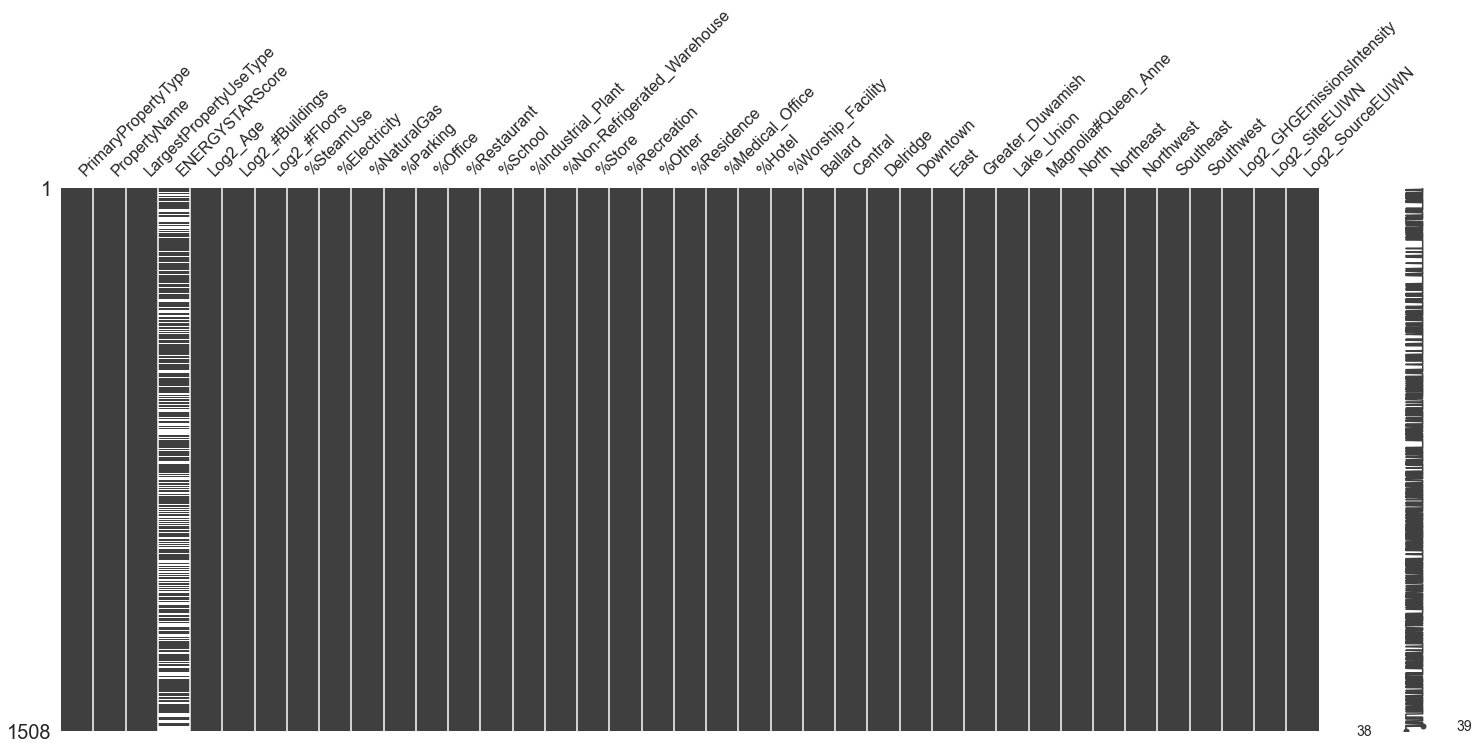 PrimaryPropertyType
PropertyName
LargestPropertyUseType
ENERGYSTARScore
Log2_Age
Log2_#Buildings
Log2_#Floors
%SteamUse
%Electricity
%NaturalGas
%Parking
%Office
%Restaurant
%School
%Industrial_Plant
%Non-Refrigerated_Warehouse
%Store
%Recreation
%Other
%Residence
%Medical_Office
%Hotel
%Worship_Facility
Ballard
Central
Delridge
Downtown
East
Greater_Duwamish
Lake_Union
Magnolia#Queen_Anne
North
Northeast
Northwest
Southeast
Southwest
Log2_GHGEmissionsIntensity
Log2_SiteEUIWN
Log2_SourceEUIWN
1
1508
38
39